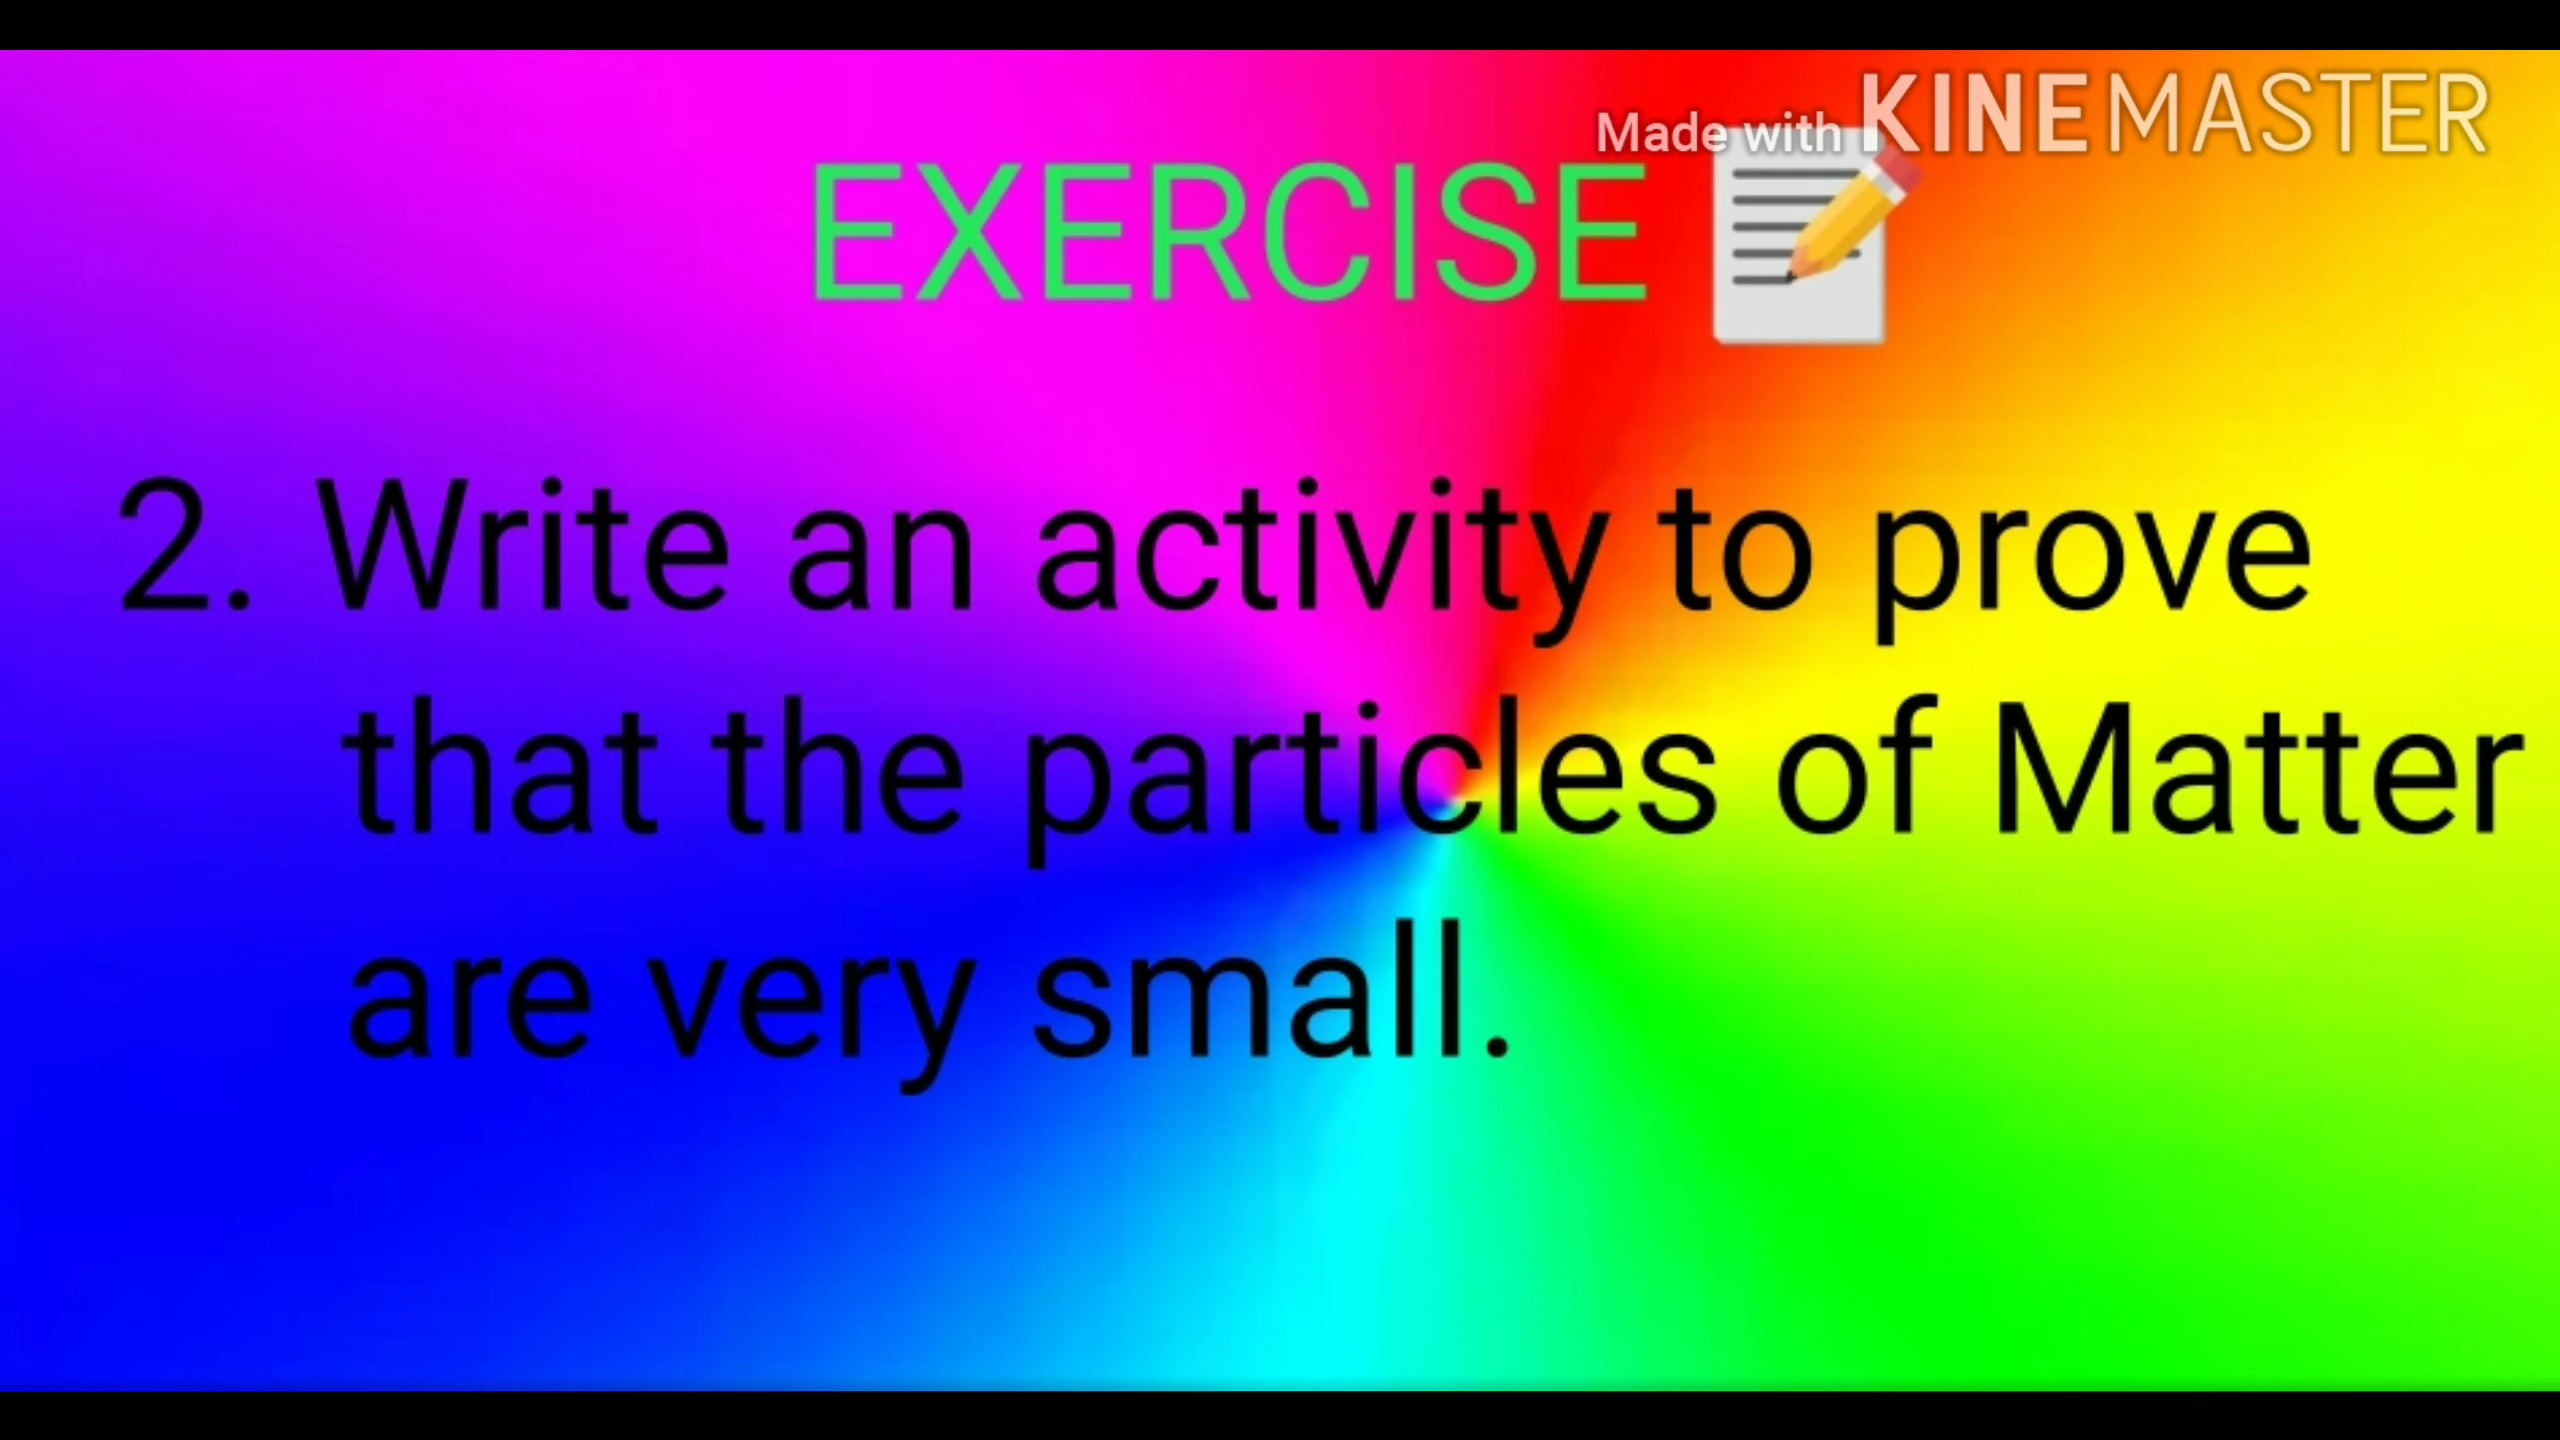 Made with KINEMASTER
EXERCISE
2. Write an activity to prove
that the particles of Matter
are very small.